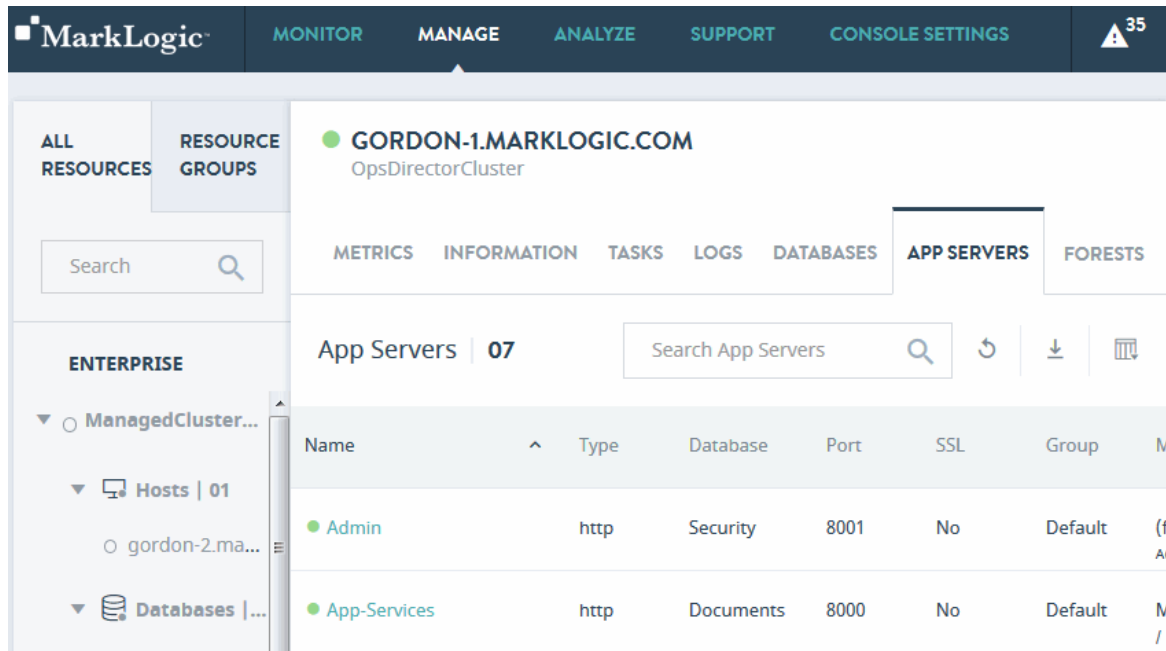 MarkLogic™ MONITOR MANAGE ANALYZE SUPPORT CONSOLE SETTINGS 35
ALL RESOURCES
RESOURCE GROUPS
Search
ENTERPRISE
ManagedCluster...
Hosts | 01
gordon-2.ma...
Databases |...
GORDON-1.MARKLOGIC.COM
OpsDirectorCluster
METRICS INFORMATION TASKS LOGS DATABASES APP SERVERS FORESTS
App Servers | 07 Search App Servers
Name Type Database Port SSL Group
Admin http Security 8001 No Default
App-Services http Documents 8000 No Default
/